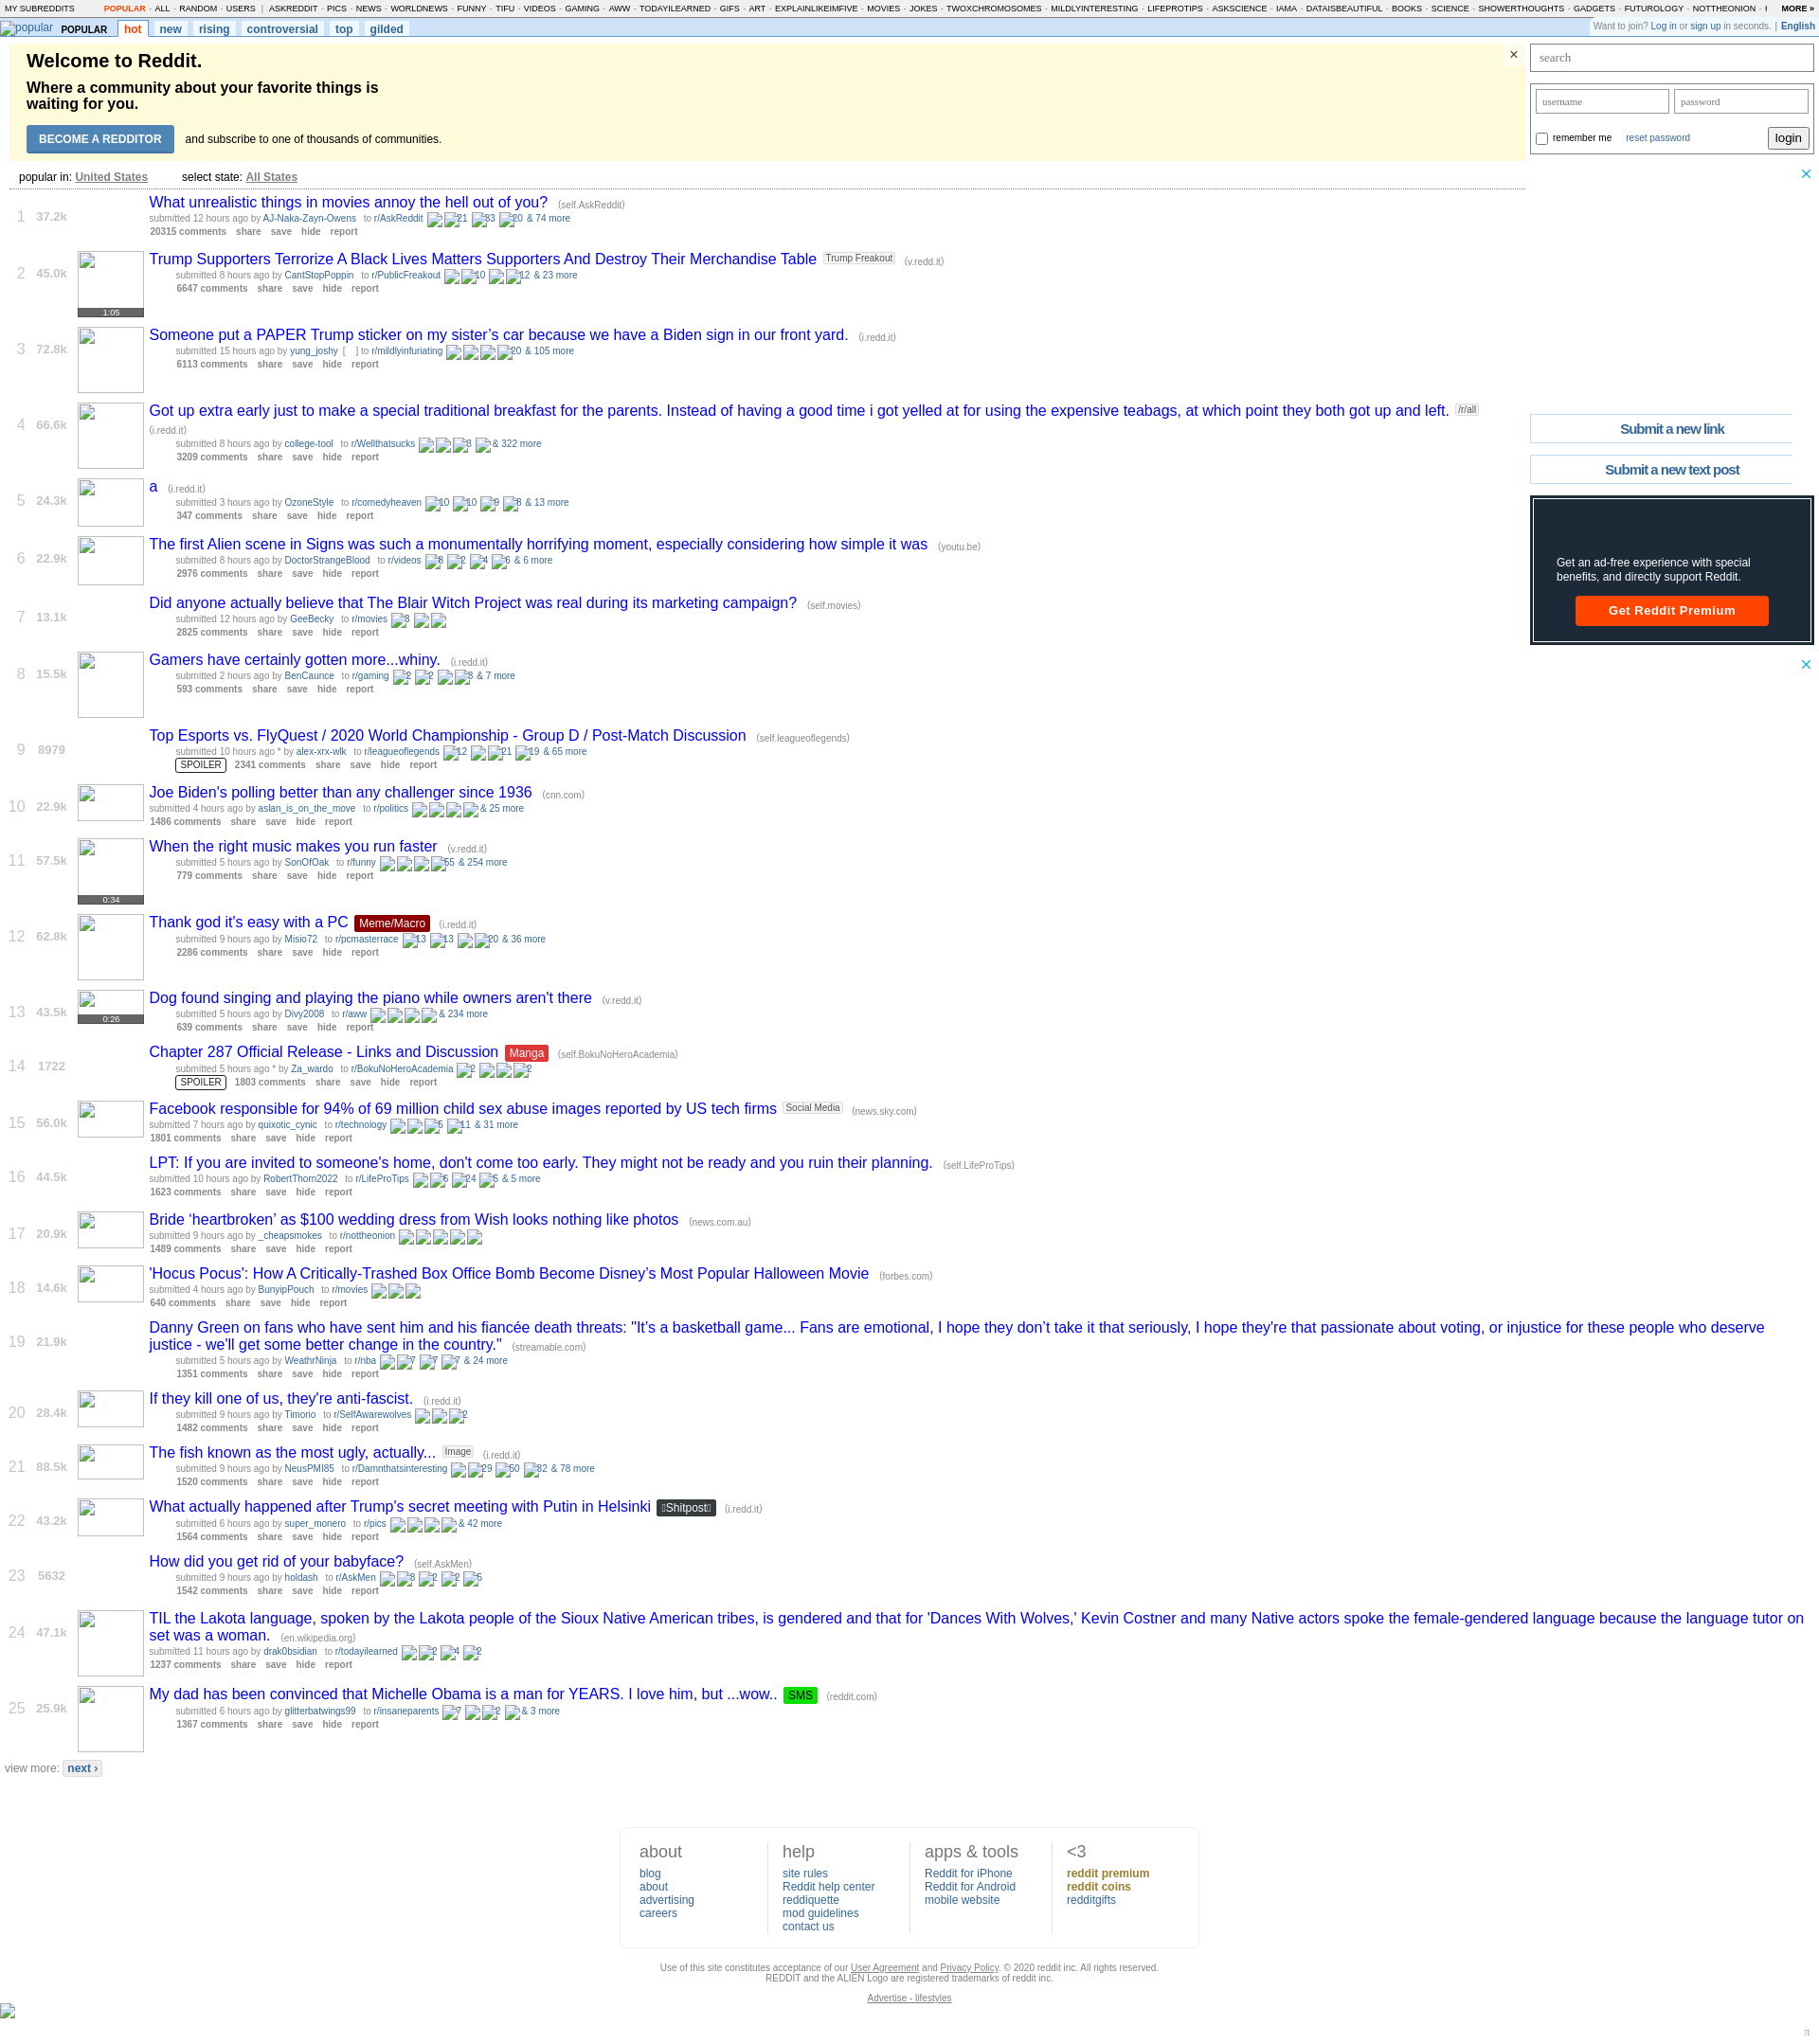 MY SUBREDDITS POPULAR - ALL - RANDOM - USERS | ASKREDDIT - PICS - NEWS - WORLDNEWS - FUNNY - TIFU - VIDEOS - GAMING - AWW - TODAYILEARNED - GIFS - ART - EXPLAINLIKEIMFIVE - MOVIES - JOKES - TWOXCHROMOSOMES - MILDLYINTERESTING - LIFEPROTIPS - ASKSCIENCE - IAMA - DATAISBEAUTIFUL - BOOKS - SCIENCE - SHOWERTHOUGHTS - GADGETS - FUTUROLOGY - NOTTHEONION - MORE »
popular POPULAR hot new rising controversial top gilded Want to join? Log in or sign up in seconds. | English
Welcome to Reddit. ×
Where a community about your favorite things is
waiting for you.
BECOME A REDDITOR and subscribe to one of thousands of communities.
search
username password
remember me reset password login
popular in: United States select state: All States
1 37.2k What unrealistic things in movies annoy the hell out of you? (self.AskReddit)
submitted 12 hours ago by AJ-Naka-Zayn-Owens to r/AskReddit 21 33 20 & 74 more
20315 comments share save hide report
2 45.0k Trump Supporters Terrorize A Black Lives Matters Supporters And Destroy Their Merchandise Table Trump Freakout (v.redd.it)
submitted 8 hours ago by CantStopPoppin to r/PublicFreakout 10 12 & 23 more
6647 comments share save hide report
1:05
3 72.8k Someone put a PAPER Trump sticker on my sister’s car because we have a Biden sign in our front yard. (i.redd.it)
submitted 15 hours ago by yung_joshy [ ] to r/mildlyinfuriating 20 & 105 more
6113 comments share save hide report
4 66.6k Got up extra early just to make a special traditional breakfast for the parents. Instead of having a good time i got yelled at for using the expensive teabags, at which point they both got up and left. /r/all
(i.redd.it)
submitted 8 hours ago by college-tool to r/Wellthatsucks 3 & 322 more
3209 comments share save hide report
5 24.3k a (i.redd.it)
submitted 3 hours ago by OzoneStyle to r/comedyheaven 10 10 9 8 & 13 more
347 comments share save hide report
6 22.9k The first Alien scene in Signs was such a monumentally horrifying moment, especially considering how simple it was (youtu.be)
submitted 8 hours ago by DoctorStrangeBlood to r/videos 3 2 4 6 & 6 more
2976 comments share save hide report
7 13.1k Did anyone actually believe that The Blair Witch Project was real during its marketing campaign? (self.movies)
submitted 12 hours ago by GeeBecky to r/movies 3
2825 comments share save hide report
8 15.5k Gamers have certainly gotten more...whiny. (i.redd.it)
submitted 2 hours ago by BenCaunce to r/gaming 2 2 3 & 7 more
593 comments share save hide report
9 8979 Top Esports vs. FlyQuest / 2020 World Championship - Group D / Post-Match Discussion (self.leagueoflegends)
submitted 10 hours ago * by alex-xrx-wlk to r/leagueoflegends 12 21 19 & 65 more
SPOILER 2341 comments share save hide report
10 22.9k Joe Biden's polling better than any challenger since 1936 (cnn.com)
submitted 4 hours ago by aslan_is_on_the_move to r/politics & 25 more
1486 comments share save hide report
11 57.5k When the right music makes you run faster (v.redd.it)
submitted 5 hours ago by SonOfOak to r/funny 55 & 254 more
779 comments share save hide report
0:34
12 62.8k Thank god it's easy with a PC Meme/Macro (i.redd.it)
submitted 9 hours ago by Misio72 to r/pcmasterrace 13 13 20 & 36 more
2286 comments share save hide report
13 43.5k Dog found singing and playing the piano while owners aren't there (v.redd.it)
submitted 5 hours ago by Divy2008 to r/aww & 234 more
0:26 639 comments share save hide report
14 1722 Chapter 287 Official Release - Links and Discussion Manga (self.BokuNoHeroAcademia)
submitted 5 hours ago * by Za_wardo to r/BokuNoHeroAcademia 2 2
SPOILER 1803 comments share save hide report
15 56.0k Facebook responsible for 94% of 69 million child sex abuse images reported by US tech firms Social Media (news.sky.com)
submitted 7 hours ago by quixotic_cynic to r/technology 5 11 & 31 more
1801 comments share save hide report
16 44.5k LPT: If you are invited to someone's home, don't come too early. They might not be ready and you ruin their planning. (self.LifeProTips)
submitted 10 hours ago by RobertThorn2022 to r/LifeProTips 6 24 5 & 5 more
1623 comments share save hide report
17 20.9k Bride ‘heartbroken’ as $100 wedding dress from Wish looks nothing like photos (news.com.au)
submitted 9 hours ago by _cheapsmokes to r/nottheonion
1489 comments share save hide report
18 14.6k 'Hocus Pocus': How A Critically-Trashed Box Office Bomb Become Disney’s Most Popular Halloween Movie (forbes.com)
submitted 4 hours ago by BunyipPouch to r/movies
640 comments share save hide report
19 21.9k Danny Green on fans who have sent him and his fiancée death threats: "It’s a basketball game... Fans are emotional, I hope they don’t take it that seriously, I hope they're that passionate about voting, or injustice for these people who deserve
justice - we'll get some better change in the country." (streamable.com)
submitted 5 hours ago by WeathrNinja to r/nba 7 7 7 & 24 more
1351 comments share save hide report
20 28.4k If they kill one of us, they're anti-fascist. (i.redd.it)
submitted 9 hours ago by Timorio to r/SelfAwarewolves 2
1482 comments share save hide report
21 88.5k The fish known as the most ugly, actually... Image (i.redd.it)
submitted 9 hours ago by NeusPMI85 to r/Damnthatsinteresting 29 50 32 & 78 more
1520 comments share save hide report
22 43.2k What actually happened after Trump's secret meeting with Putin in Helsinki Shitpost (i.redd.it)
submitted 6 hours ago by super_monero to r/pics & 42 more
1564 comments share save hide report
23 5632 How did you get rid of your babyface? (self.AskMen)
submitted 9 hours ago by holdash to r/AskMen 3 2 2 5
1542 comments share save hide report
24 47.1k TIL the Lakota language, spoken by the Lakota people of the Sioux Native American tribes, is gendered and that for 'Dances With Wolves,' Kevin Costner and many Native actors spoke the female-gendered language because the language tutor on
set was a woman. (en.wikipedia.org)
submitted 11 hours ago by drak0bsidian to r/todayilearned 2 4 2
1237 comments share save hide report
25 25.9k My dad has been convinced that Michelle Obama is a man for YEARS. I love him, but ...wow.. SMS (reddit.com)
submitted 6 hours ago by glitterbatwings99 to r/insaneparents 7 2 & 3 more
1367 comments share save hide report
view more: next ›
Submit a new link
Submit a new text post
Get an ad-free experience with special
benefits, and directly support Reddit.
Get Reddit Premium
about
blog
about
advertising
careers
help
site rules
Reddit help center
reddiquette
mod guidelines
contact us
apps & tools
Reddit for iPhone
Reddit for Android
mobile website
<3
reddit premium
reddit coins
redditgifts
Use of this site constitutes acceptance of our User Agreement and Privacy Policy. © 2020 reddit inc. All rights reserved.
REDDIT and the ALIEN Logo are registered trademarks of reddit inc.
Advertise - lifestyles
π